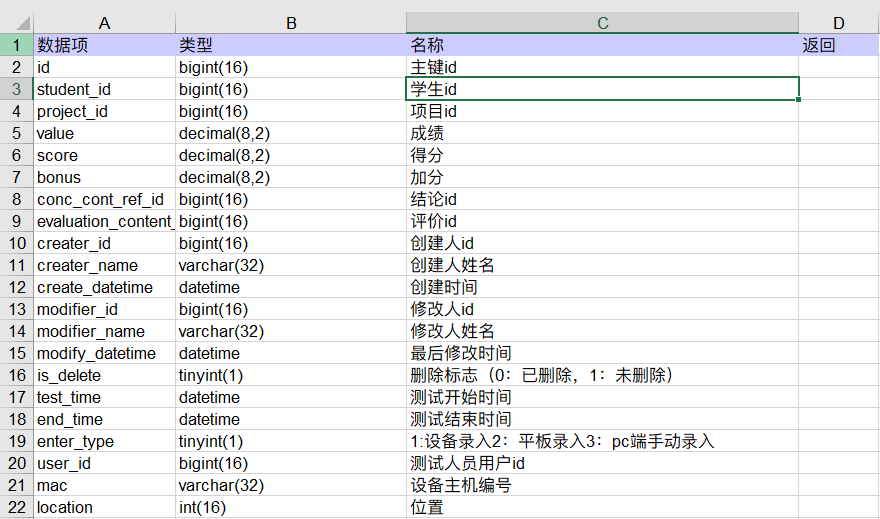 A B C D
1 数据项 类型 名称 返回
2 id bigint(16) 主键id
3 student_id bigint(16) 学生id
4 project_id bigint(16) 项目id
5 value decimal(8,2) 成绩
6 score decimal(8,2) 得分
7 bonus decimal(8,2) 加分
8 conc_cont_ref_id bigint(16) 结论id
9 evaluation_content_ bigint(16) 评价id
10 creater_id bigint(16) 创建人id
11 creater_name varchar(32) 创建人姓名
12 create_datetime datetime 创建时间
13 modifier_id bigint(16) 修改人id
14 modifier_name varchar(32) 修改人姓名
15 modify_datetime datetime 最后修改时间
16 is_delete tinyint(1) 删除标志（0：已删除，1：未删除）
17 test_time datetime 测试开始时间
18 end_time datetime 测试结束时间
19 enter_type tinyint(1) 1:设备录入2：平板录入3：pc端手动录入
20 user_id bigint(16) 测试人员用户id
21 mac varchar(32) 设备主机编号
22 location int(16) 位置